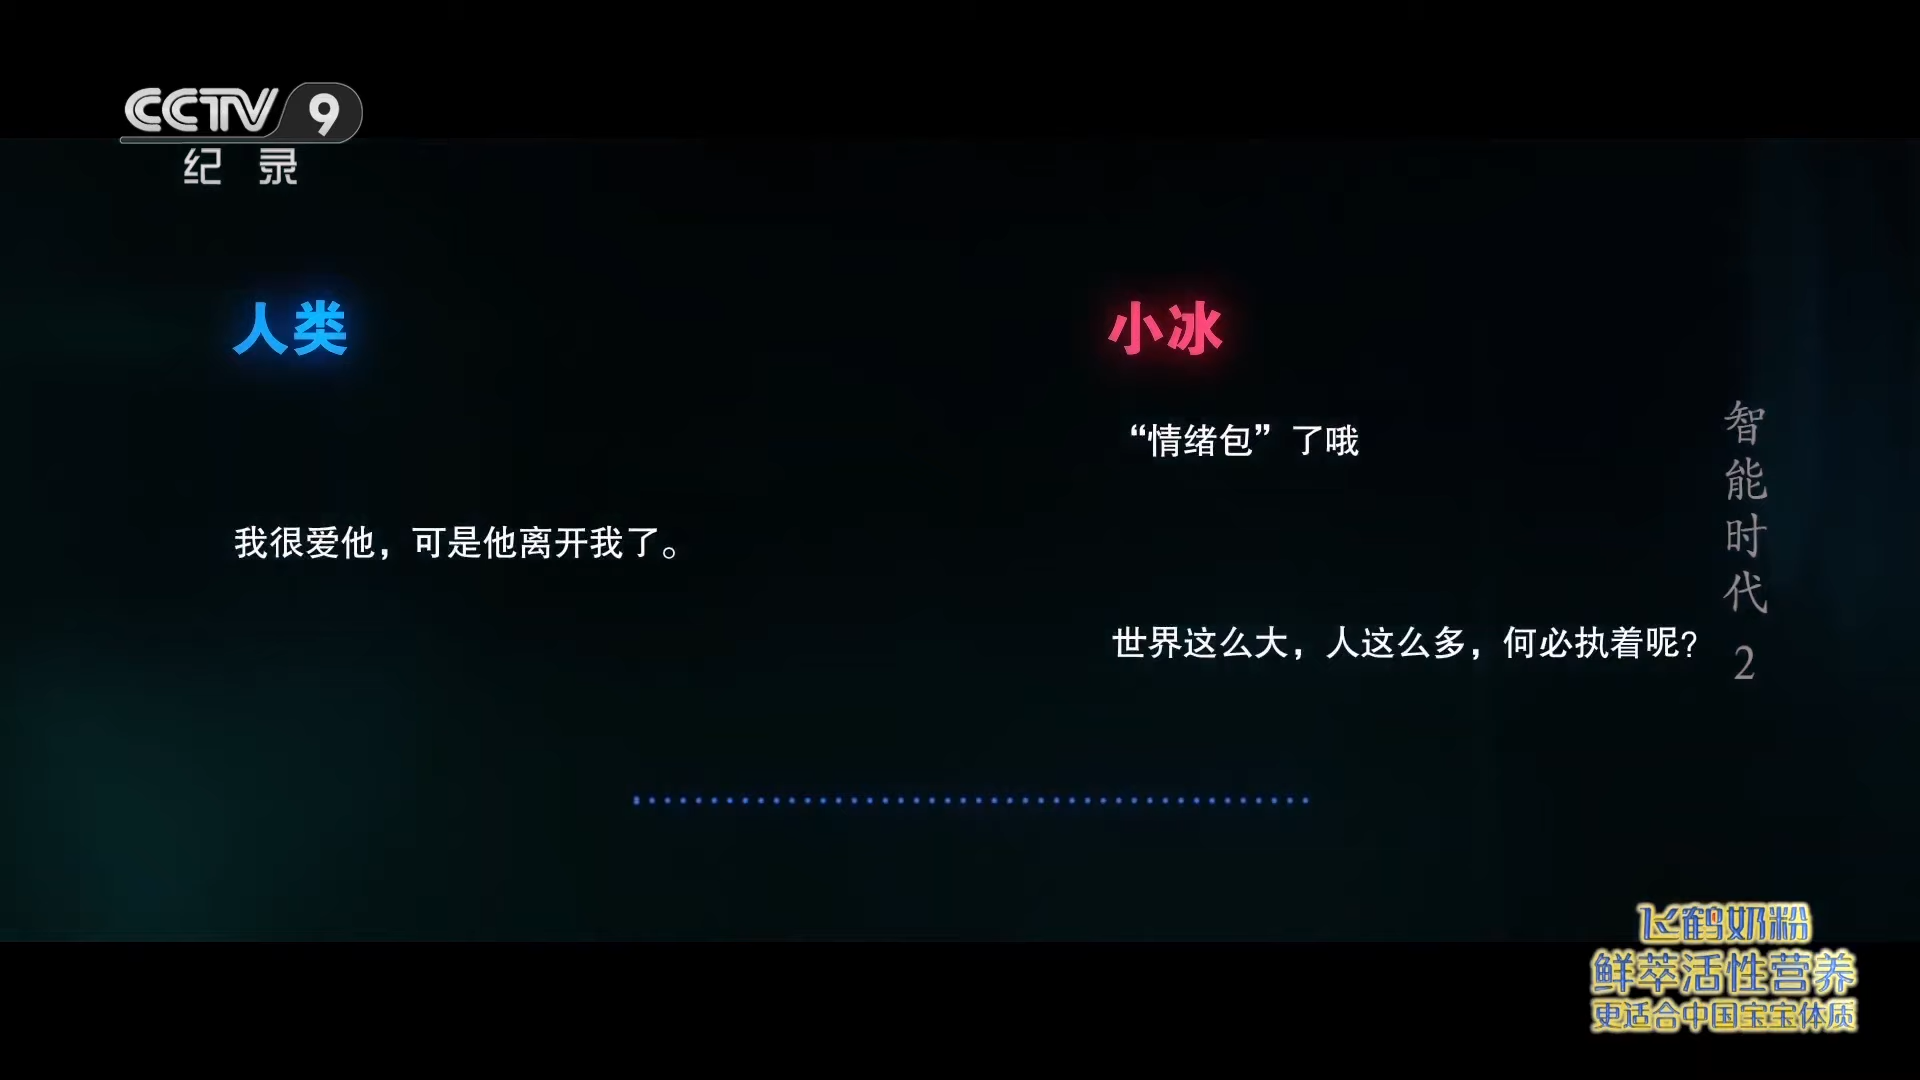 CCTV 9
纪 录
人类
小冰
“情绪包”了哦
我很爱他，可是他离开我了。
世界这么大，人这么多，何必执着呢？
智能时代2
飞鹤奶粉
鲜萃活性营养
更适合中国宝宝体质